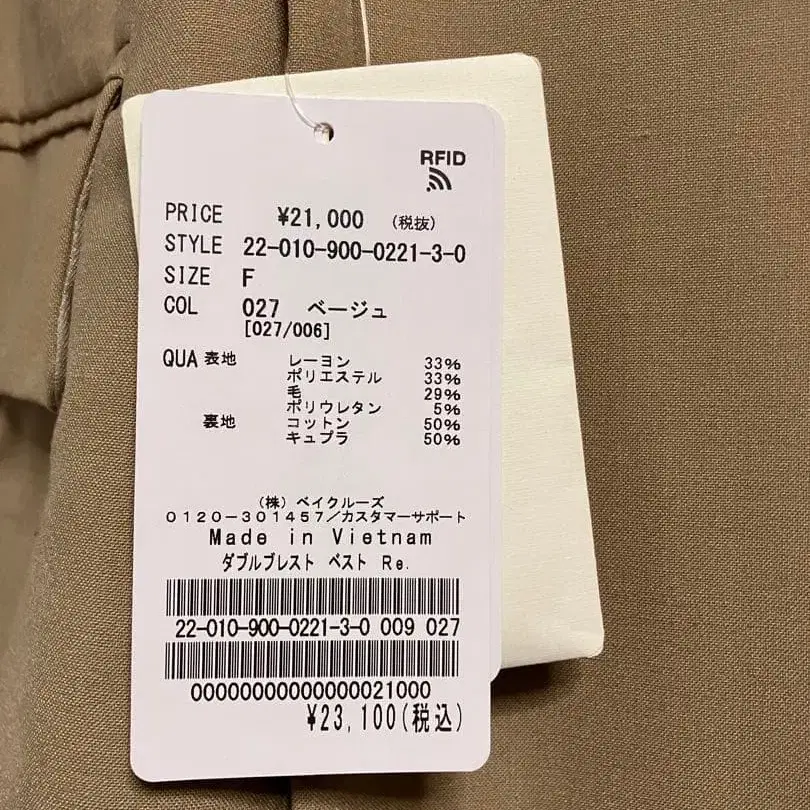 RFID
PRICE ¥21,000 (税抜)
STYLE 22-010-900-0221-3-0
SIZE F
COL 027 ベージュ
[027/006]
QUA 表地 レーヨン 33%
ポリエステル 33%
毛 29%
ポリウレタン 5%
裏地 コットン 50%
キュプラ 50%
(株)ベイクルーズ
0120-301457/カスタマーサポート
Made in Vietnam
ダブルブレスト ベスト Re.
22-010-900-0221-3-0 009 027
00000000000000021000
¥23,100(税込)